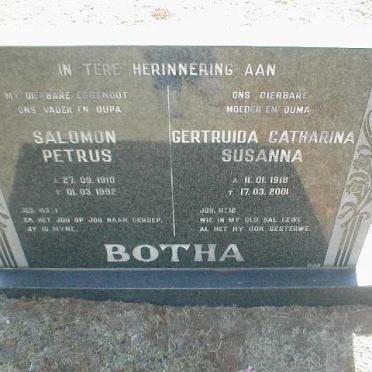 IN TERE HERINNERING AAN
MY DIERBARE EGGENOOT
ONS VADER EN OUPA
SALOMON
PETRUS
27.09.1910
01.03.1992
JES. 43:1
EK HET JOU OP JOU NAAM GEROEP,
JY IS MYNE.
ONS DIERBARE
MOEDER EN OUMA
GERTRUIDA CATHARINA
SUSANNA
11.01.1918
† 17.03.2001
JOH. 11:12
WIE IN MY GLO SAL LEWE
AL HET HY OOK GESTERWE.
BOTHA